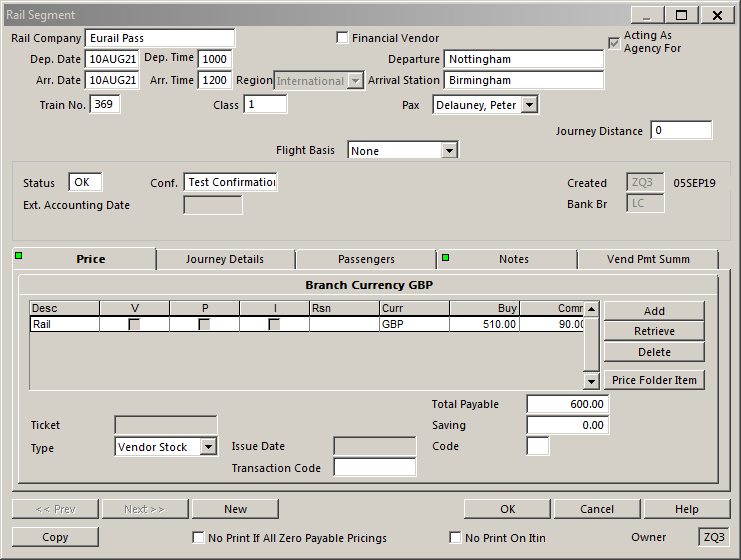 Rail Segment
Rail Company Eurail Pass Financial Vendor Acting As Agency For
Dep. Date 10AUG21 Dep. Time 1000 Departure Nottingham
Arr. Date 10AUG21 Arr. Time 1200 Region International Arrival Station Birmingham
Train No. 369 Class 1 Pax Delauney, Peter
Journey Distance 0
Flight Basis None
Status OK Conf. Test Confirmation Created ZQ3 05SEP19
Ext. Accounting Date Bank Br LC
Price Journey Details Passengers Notes Vend Pmt Summ
Branch Currency GBP
Desc V P I Rsn Curr Buy Comm Add
Rail GBP 510.00 90.00 Retrieve
Delete
Price Folder Item
Total Payable 600.00
Ticket Saving 0.00
Type Vendor Stock Issue Date Code
Transaction Code
<< Prev Next >> New OK Cancel Help
Copy No Print If All Zero Payable Pricings No Print On Itin Owner ZQ3